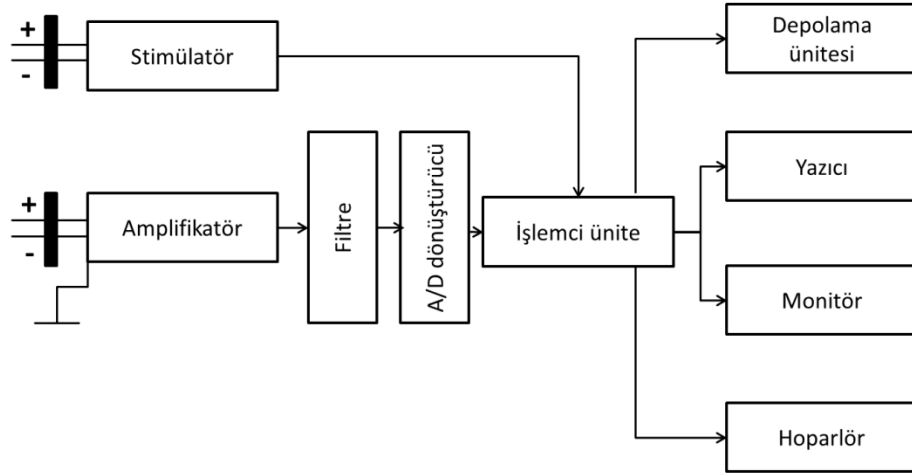 +
-
Stimülatör
Depolama
ünitesi
+
-
Amplifikatör
Filtre
A/D dönüştürücü
İşlemci ünite
Yazıcı
Monitör
Hoparlör